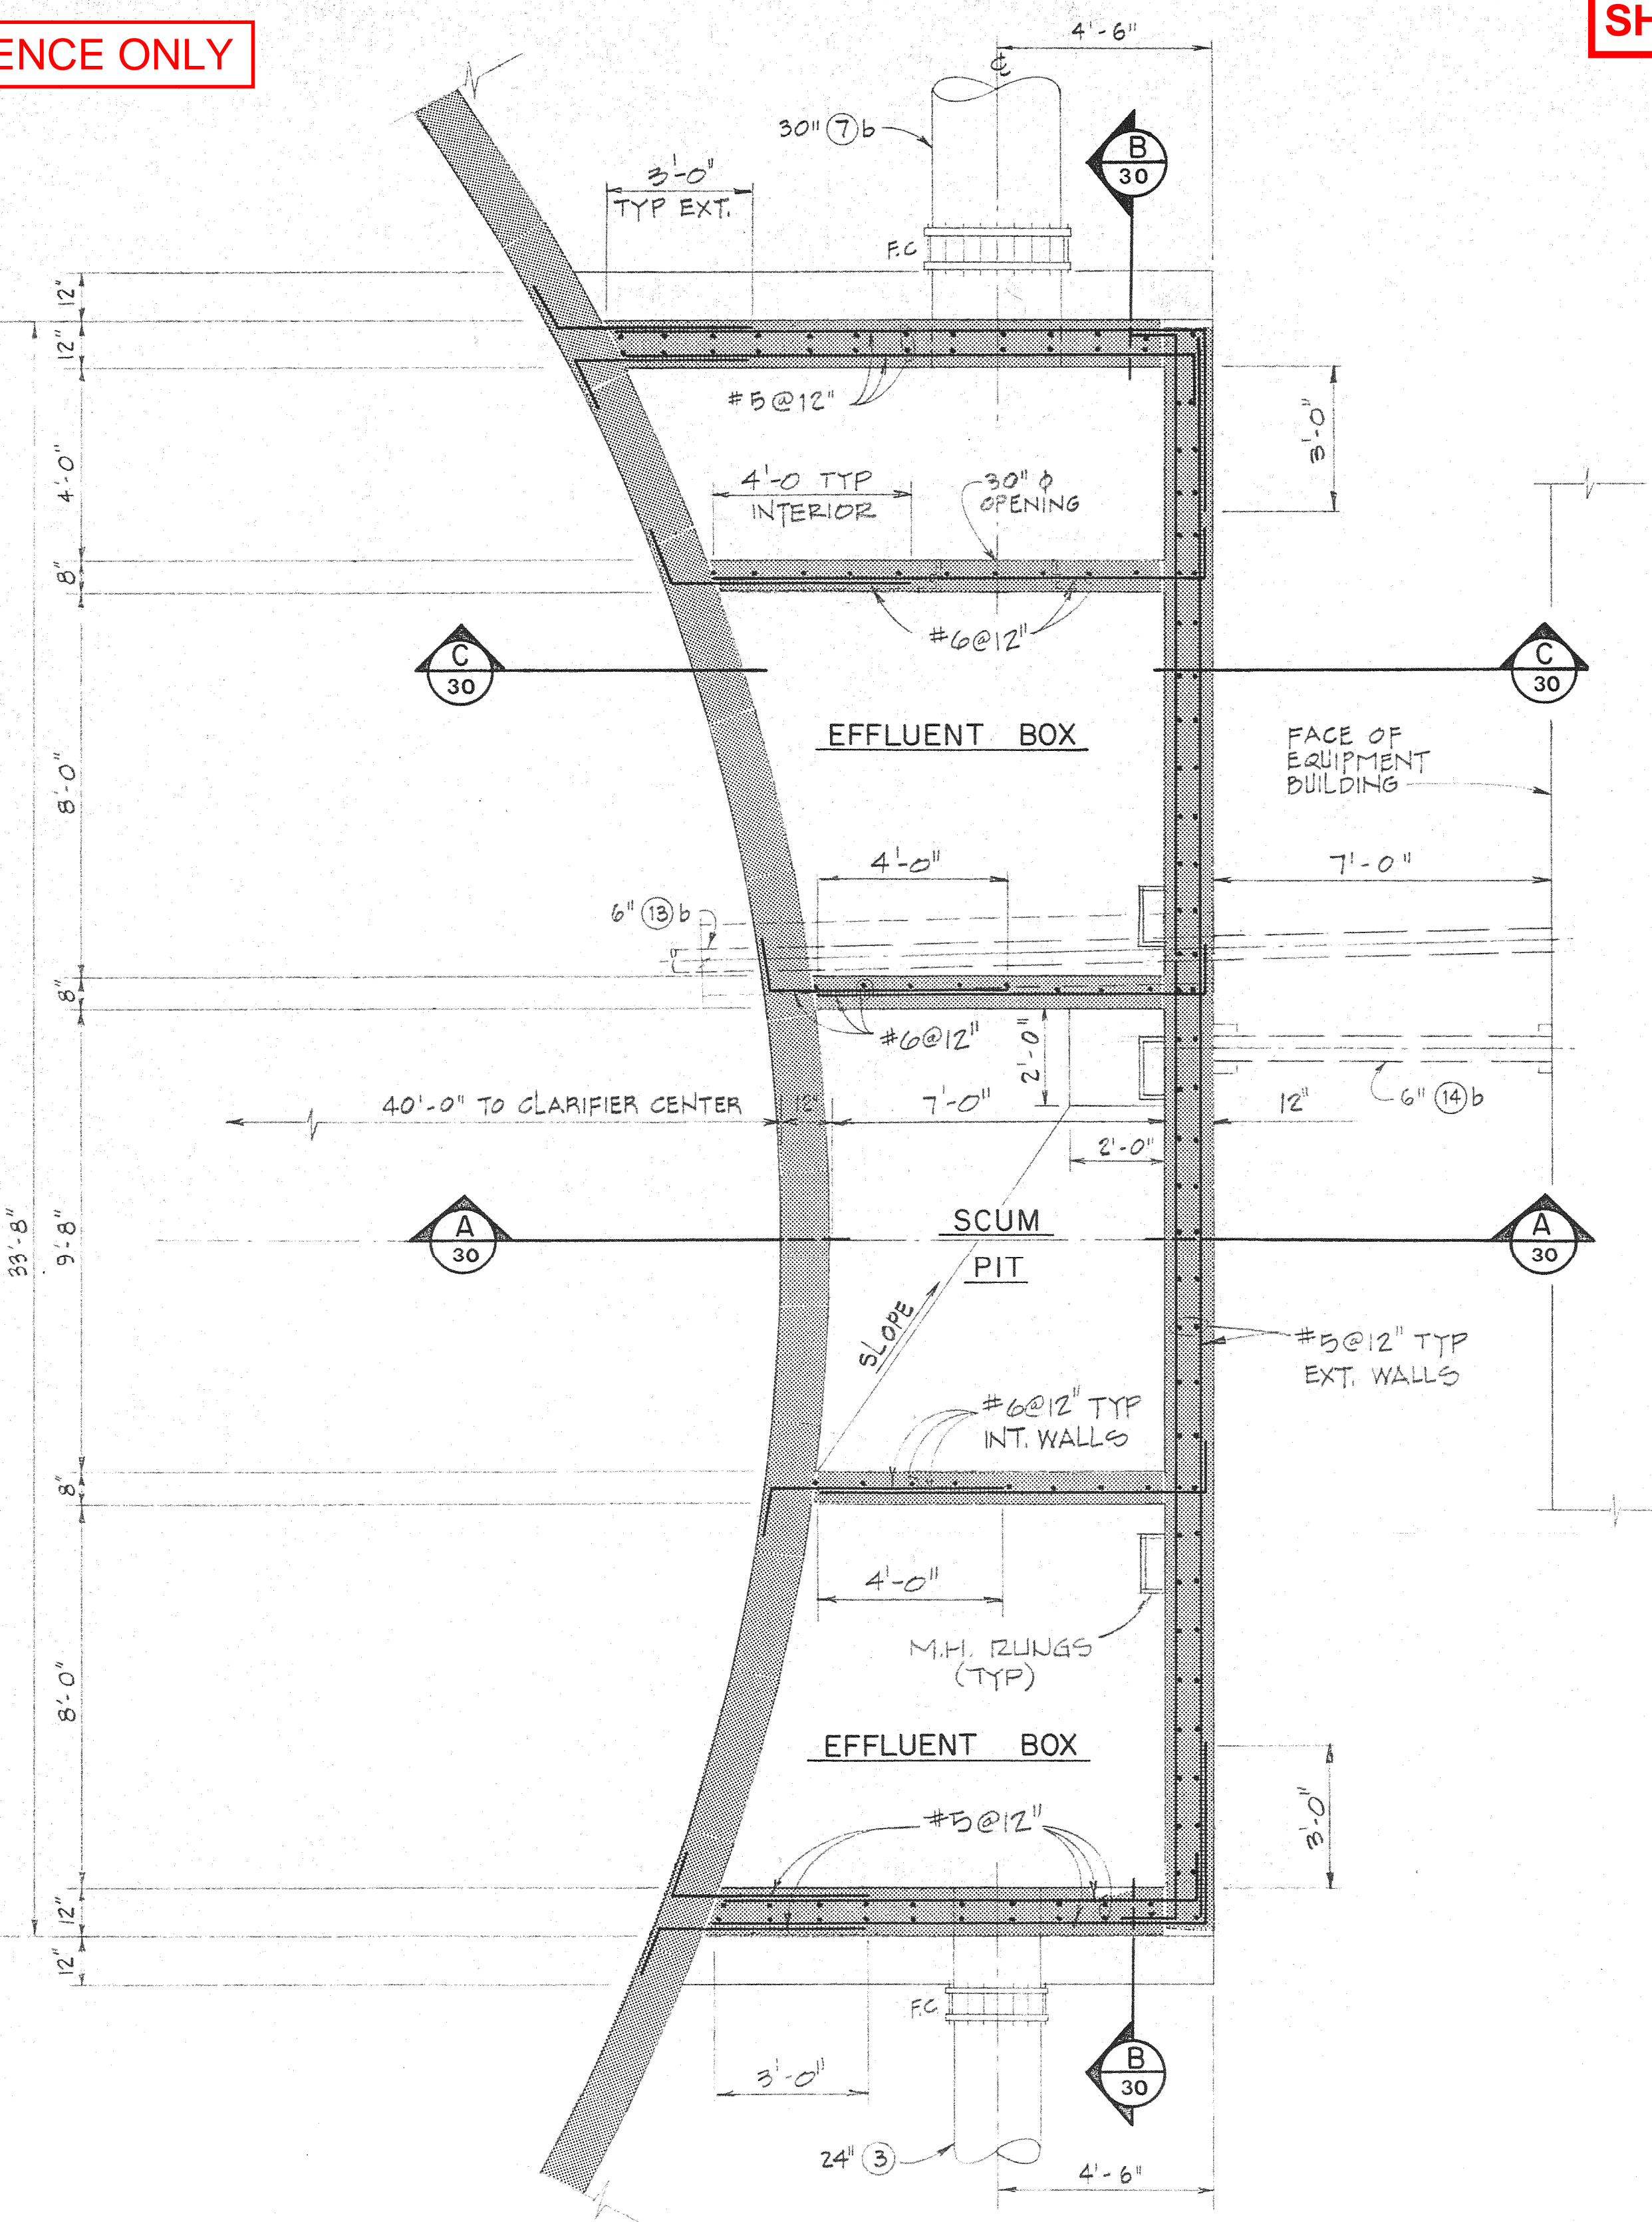 ENCE ONLY
SH
4'-6"
℄
30" 7 b
B
30
3'-0"
TYP EXT.
F.C
12"
12"
#5@12"
3'-0"
4'-0"
4'-0 TYP
INTERIOR
30" ϕ
OPENING
8"
#6@12"
C
30
C
30
EFFLUENT BOX
FACE OF
EQUIPMENT
BUILDING
8'-0"
4'-0"
7'-0"
6" 13 b
8"
#6@12"
2'-0"
40'-0" TO CLARIFIER CENTER
12"
7'-0"
12"
6" 14 b
2'-0"
A
30
SCUM
PIT
A
30
33'-8"
9'-8"
SLOPE
#5@12" TYP
EXT. WALLS
#6@12" TYP
INT. WALLS
8"
4'-0"
M.H. RUNGS
(TYP)
8'-0"
EFFLUENT BOX
#5@12"
3'-0"
12"
12"
F.C.
3'-0"
B
30
24" 3
4'-6"